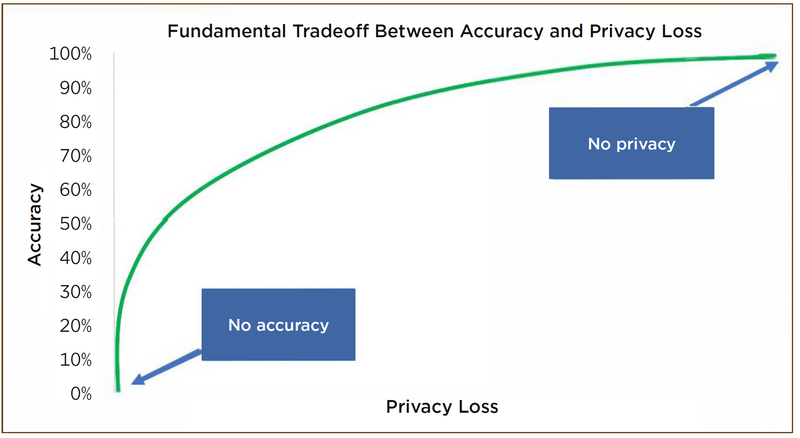 Fundamental Tradeoff Between Accuracy and Privacy Loss
100%
90%
80%
70%
60%
50%
40%
30%
20%
10%
0%
Accuracy
No privacy
No accuracy
Privacy Loss